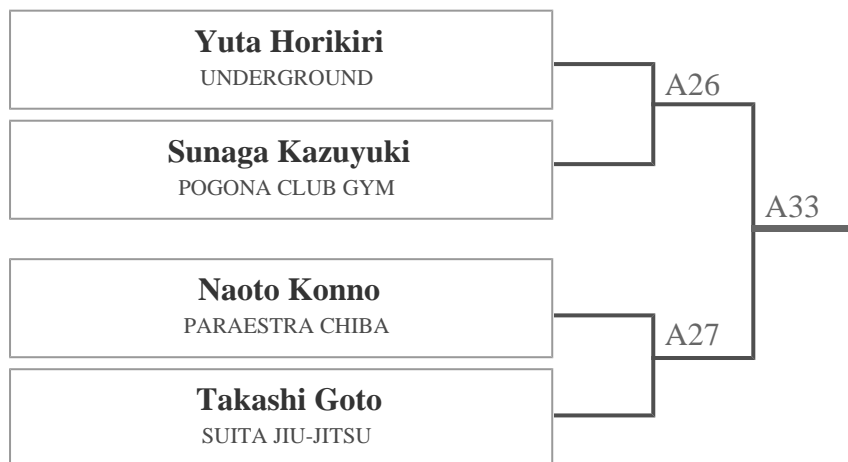 Yuta Horikiri
UNDERGROUND
A26
Sunaga Kazuyuki
POGONA CLUB GYM
A33
Naoto Konno
PARAESTRA CHIBA
A27
Takashi Goto
SUITA JIU-JITSU